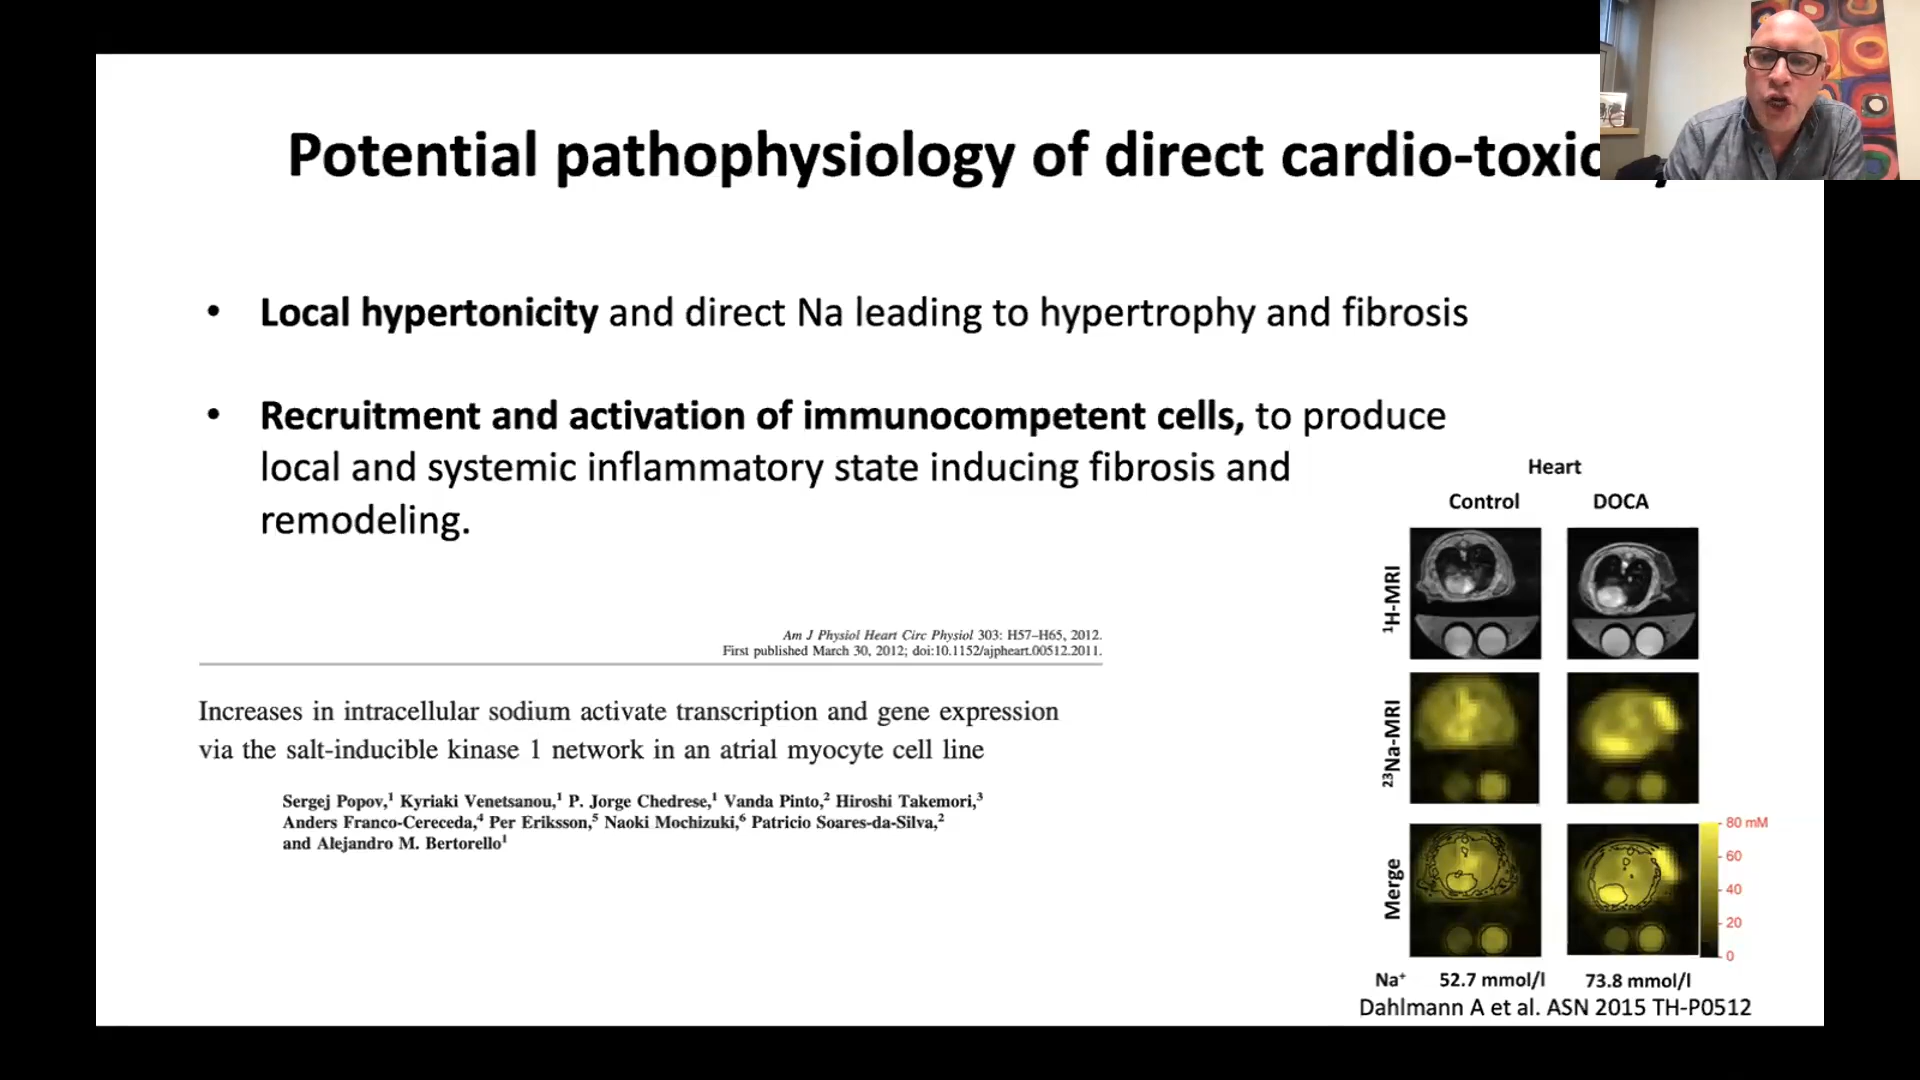 Potential pathophysiology of direct
• Local hypertonicity and direct Na leading to hypertrophy and fibrosis
• Recruitment and activation of immunocompetent cells, to produce
local and systemic inflammatory state inducing fibrosis and
remodeling.
Am J Physiol Heart Circ Physiol 303: H57–H65, 2012.
First published March 30, 2012; doi:10.1152/ajpheart.00512.2011.
Increases in intracellular sodium activate transcription and gene expression
via the salt-inducible kinase 1 network in an atrial myocyte cell line
Sergej Popov,¹ Kyriaki Venetsanou,¹ P. Jorge Chedrese,¹ Vanda Pinto,² Hiroshi Takemori,³
Anders Franco-Cereceda,⁴ Per Eriksson,⁵ Naoki Mochizuki,⁶ Patricio Soares-da-Silva,²
and Alejandro M. Bertorello¹
Heart
Control DOCA
¹H-MRI
²³Na-MRI
Merge
80 mM
60
40
20
0
Na⁺ 52.7 mmol/l 73.8 mmol/l
Dahlmann A et al. ASN 2015 TH-P0512